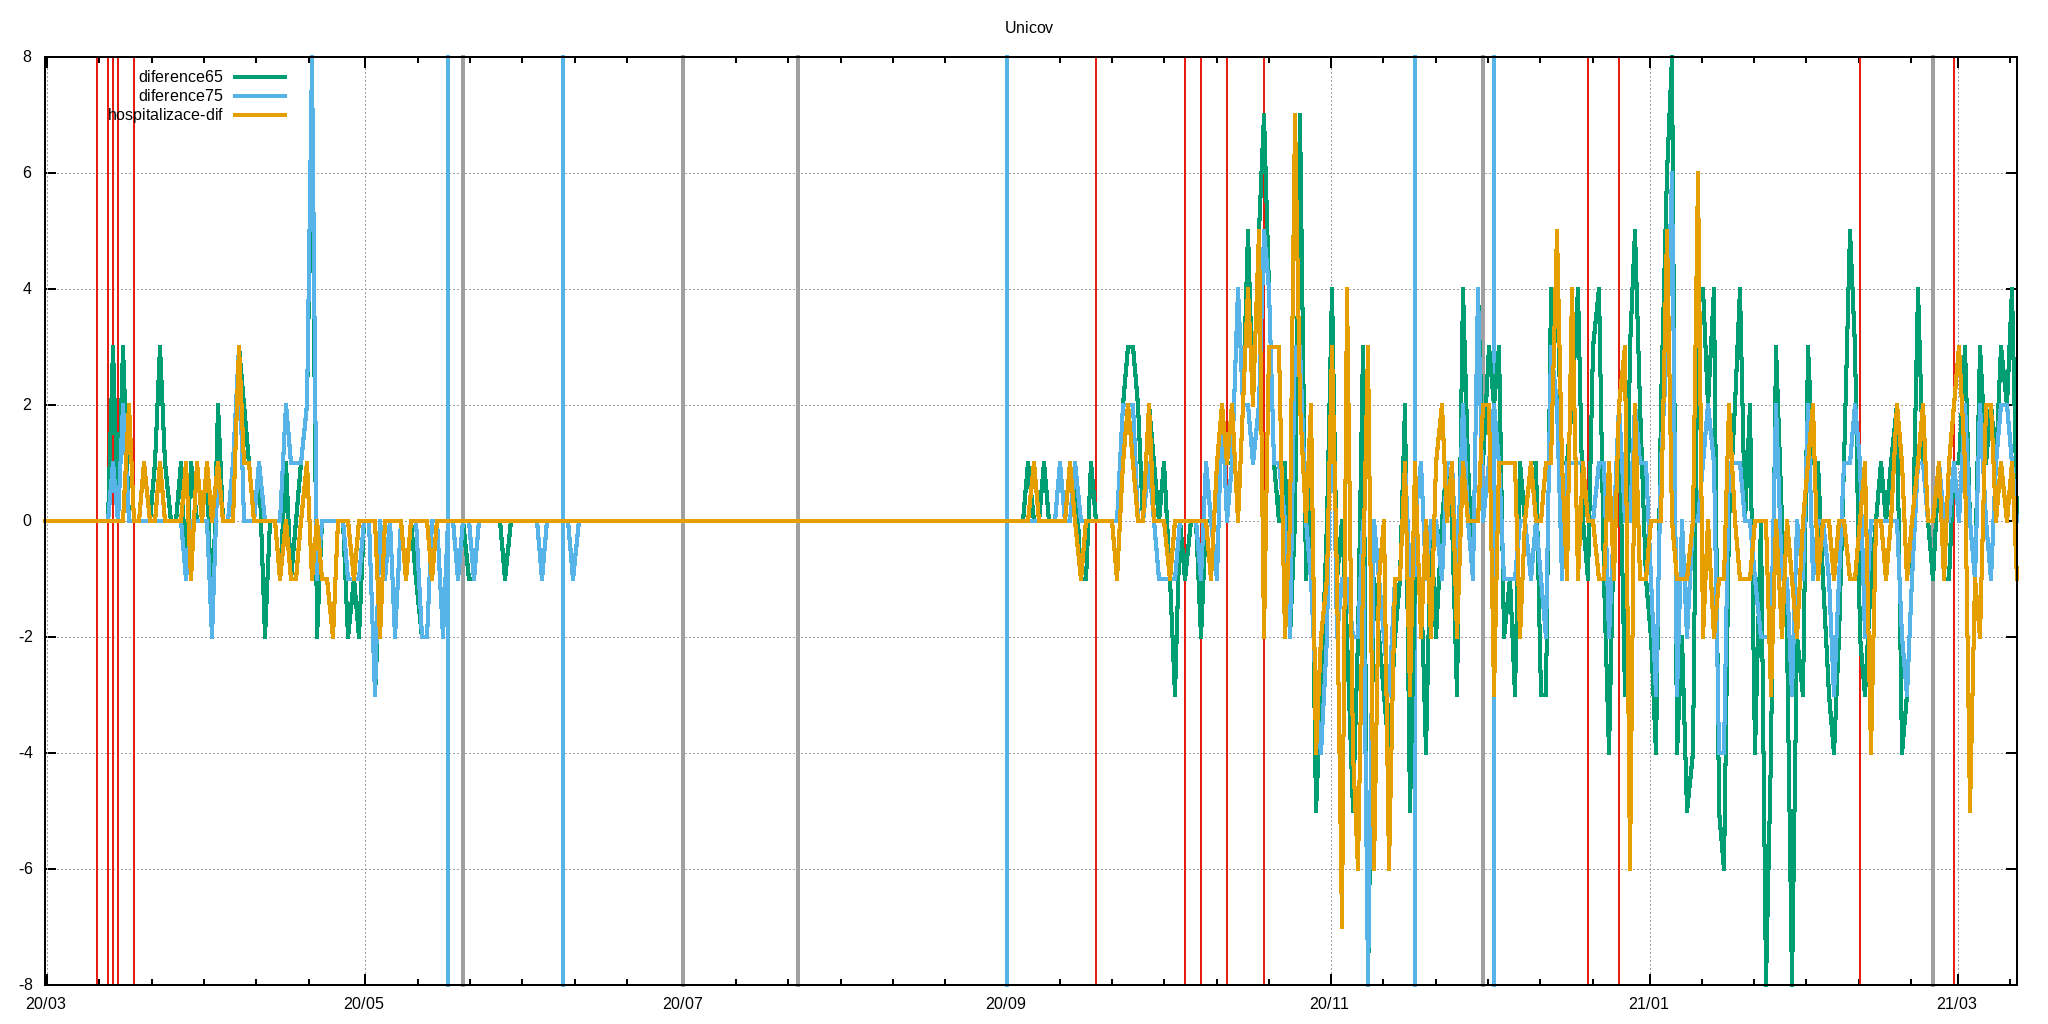 Unicov
8
diference65
diference75
hospitalizace-dif
6
4
2
0
-2
-4
-6
-8
20/03 20/05 20/07 20/09 20/11 21/01 21/03